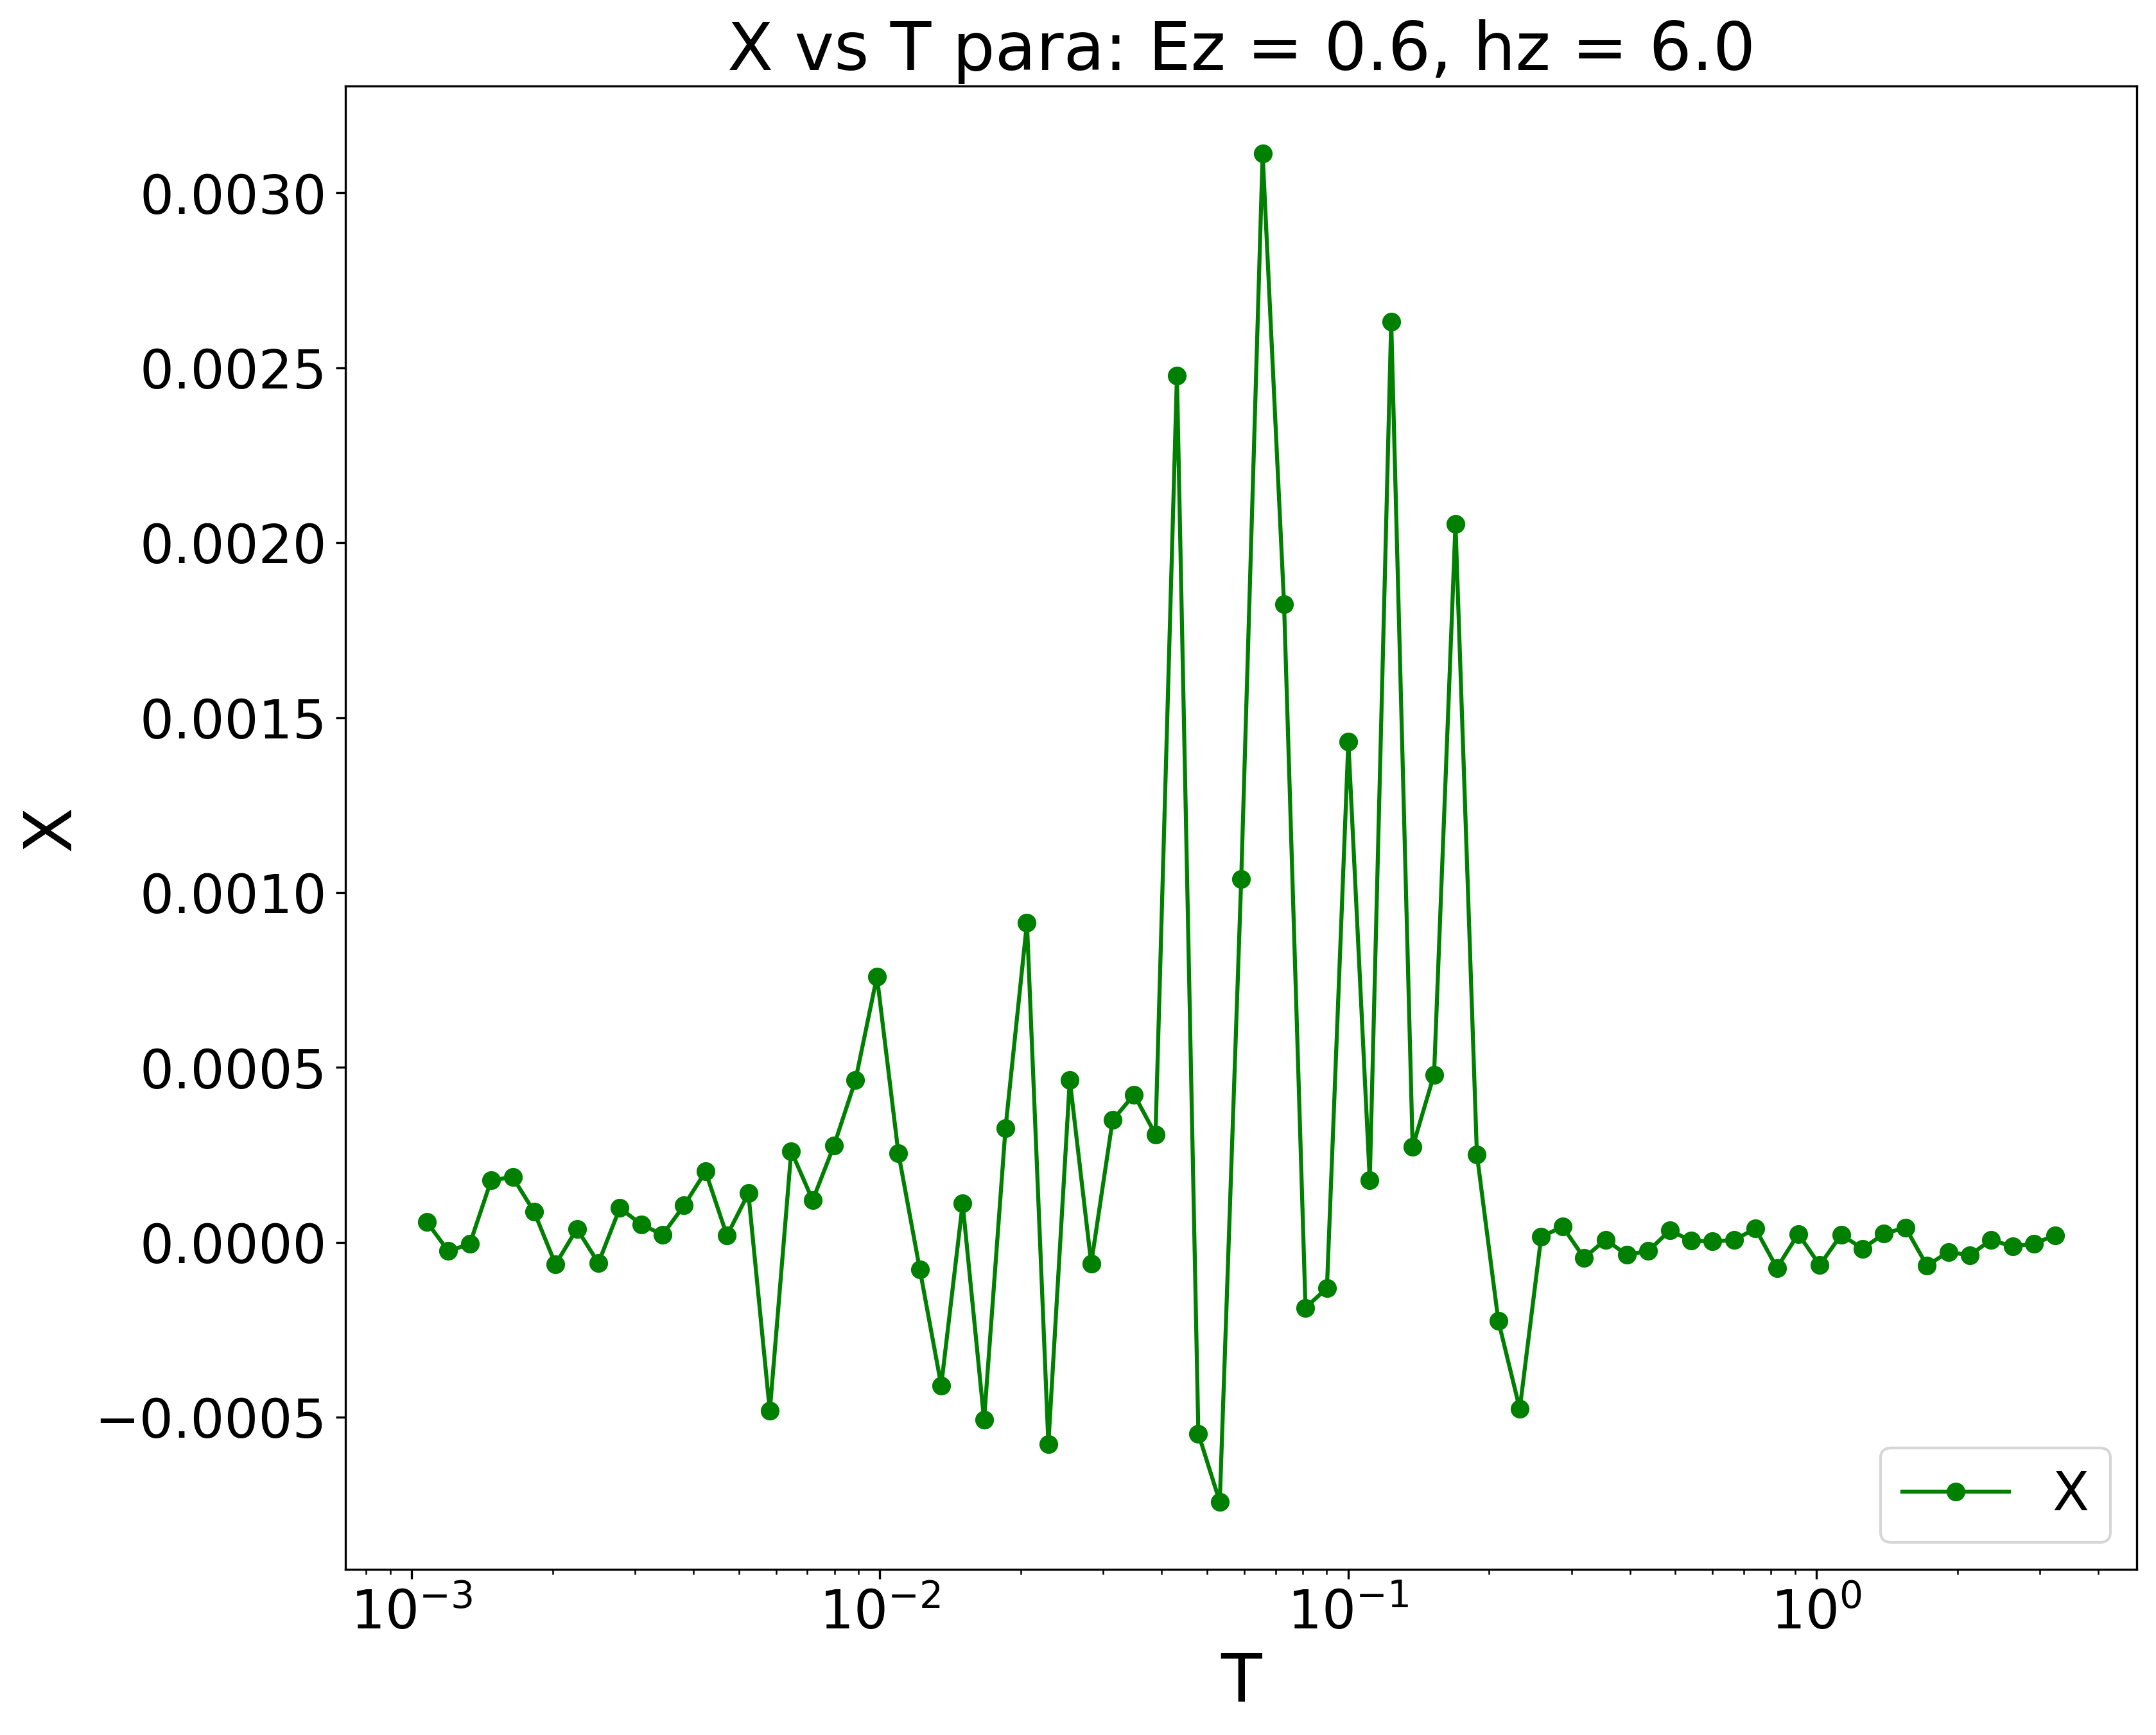 X vs T para: Ez = 0.6, hz = 6.0
X
0.0030
0.0025
0.0020
0.0015
0.0010
0.0005
0.0000
−0.0005
X
10⁻³ 10⁻² 10⁻¹ 10⁰
T